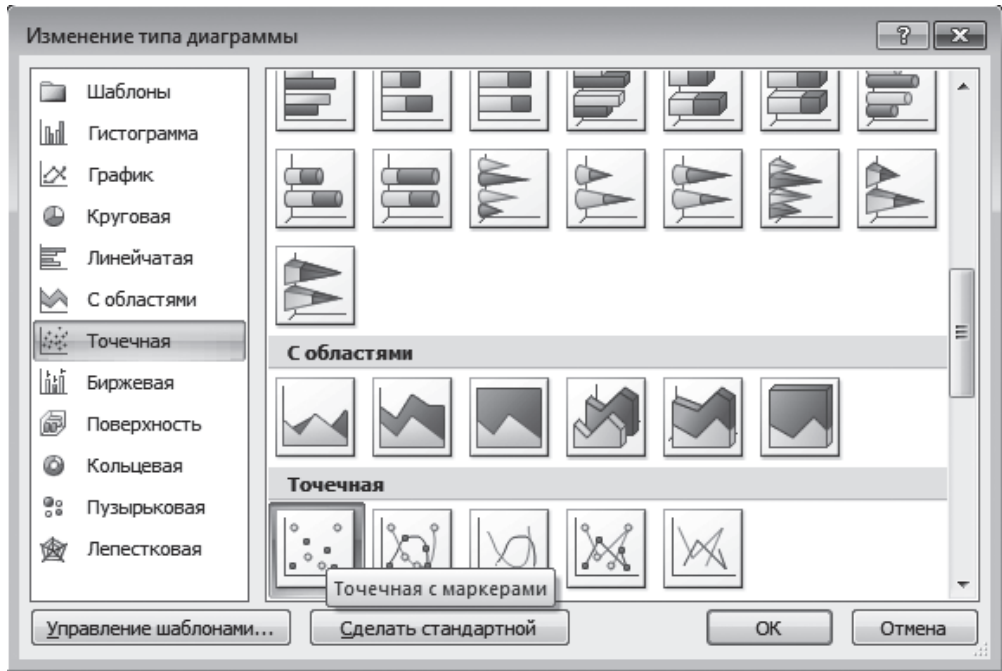 Изменение типа диаграммы
Шаблоны
Гистограмма
График
Круговая
Линейчатая
С областями
Точечная
Биржевая
Поверхность
Кольцевая
Пузырьковая
Лепестковая
С областями
Точечная
Точечная с маркерами
Управление шаблонами...
Сделать стандартной
ОК
Отмена